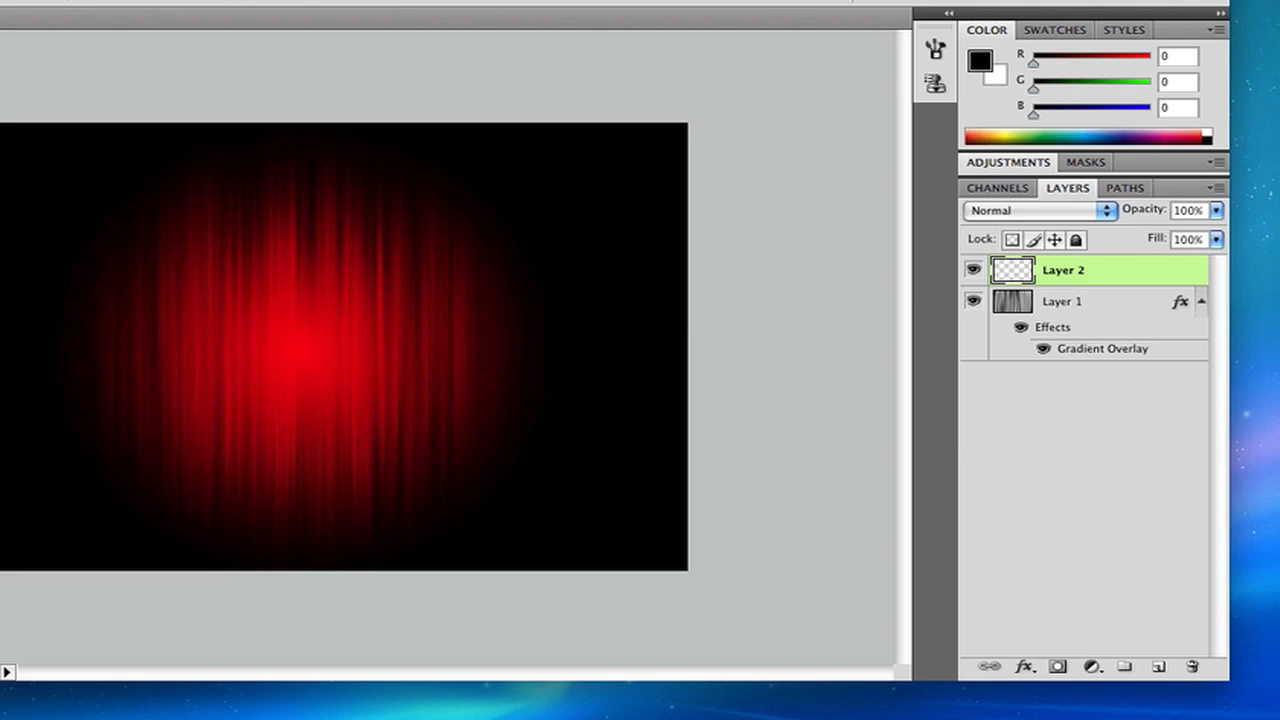 COLOR SWATCHES STYLES
R 0
G 0
B 0
ADJUSTMENTS MASKS
CHANNELS LAYERS PATHS
Normal Opacity: 100%
Lock: Fill: 100%
Layer 2
Layer 1 fx
Effects
Gradient Overlay
fx